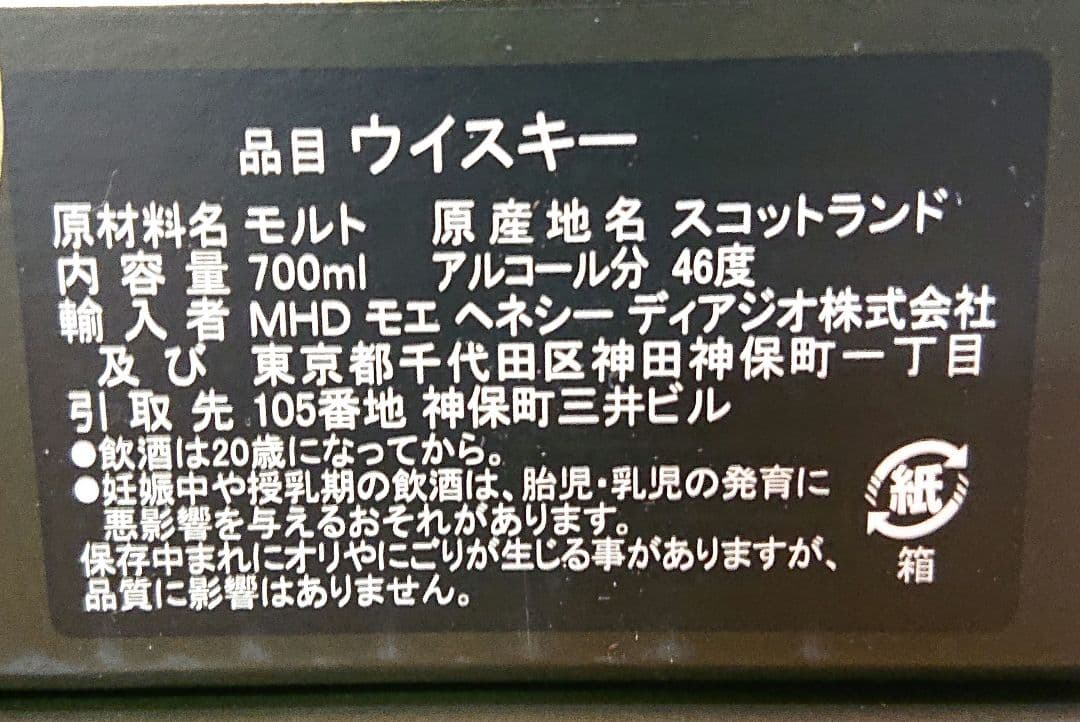 品目 ウイスキー
原材料名 モルト 原産地名 スコットランド
内容量 700ml アルコール分 46度
輸入者 MHD モエ ヘネシー ディアジオ株式会社
及び 東京都千代田区神田神保町一丁目
引取先 105番地 神保町三井ビル
●飲酒は20歳になってから。
●妊娠中や授乳期の飲酒は、胎児・乳児の発育に
悪影響を与えるおそれがあります。
保存中まれにオリやにごりが生じる事がありますが、
品質に影響はありません。
紙
箱